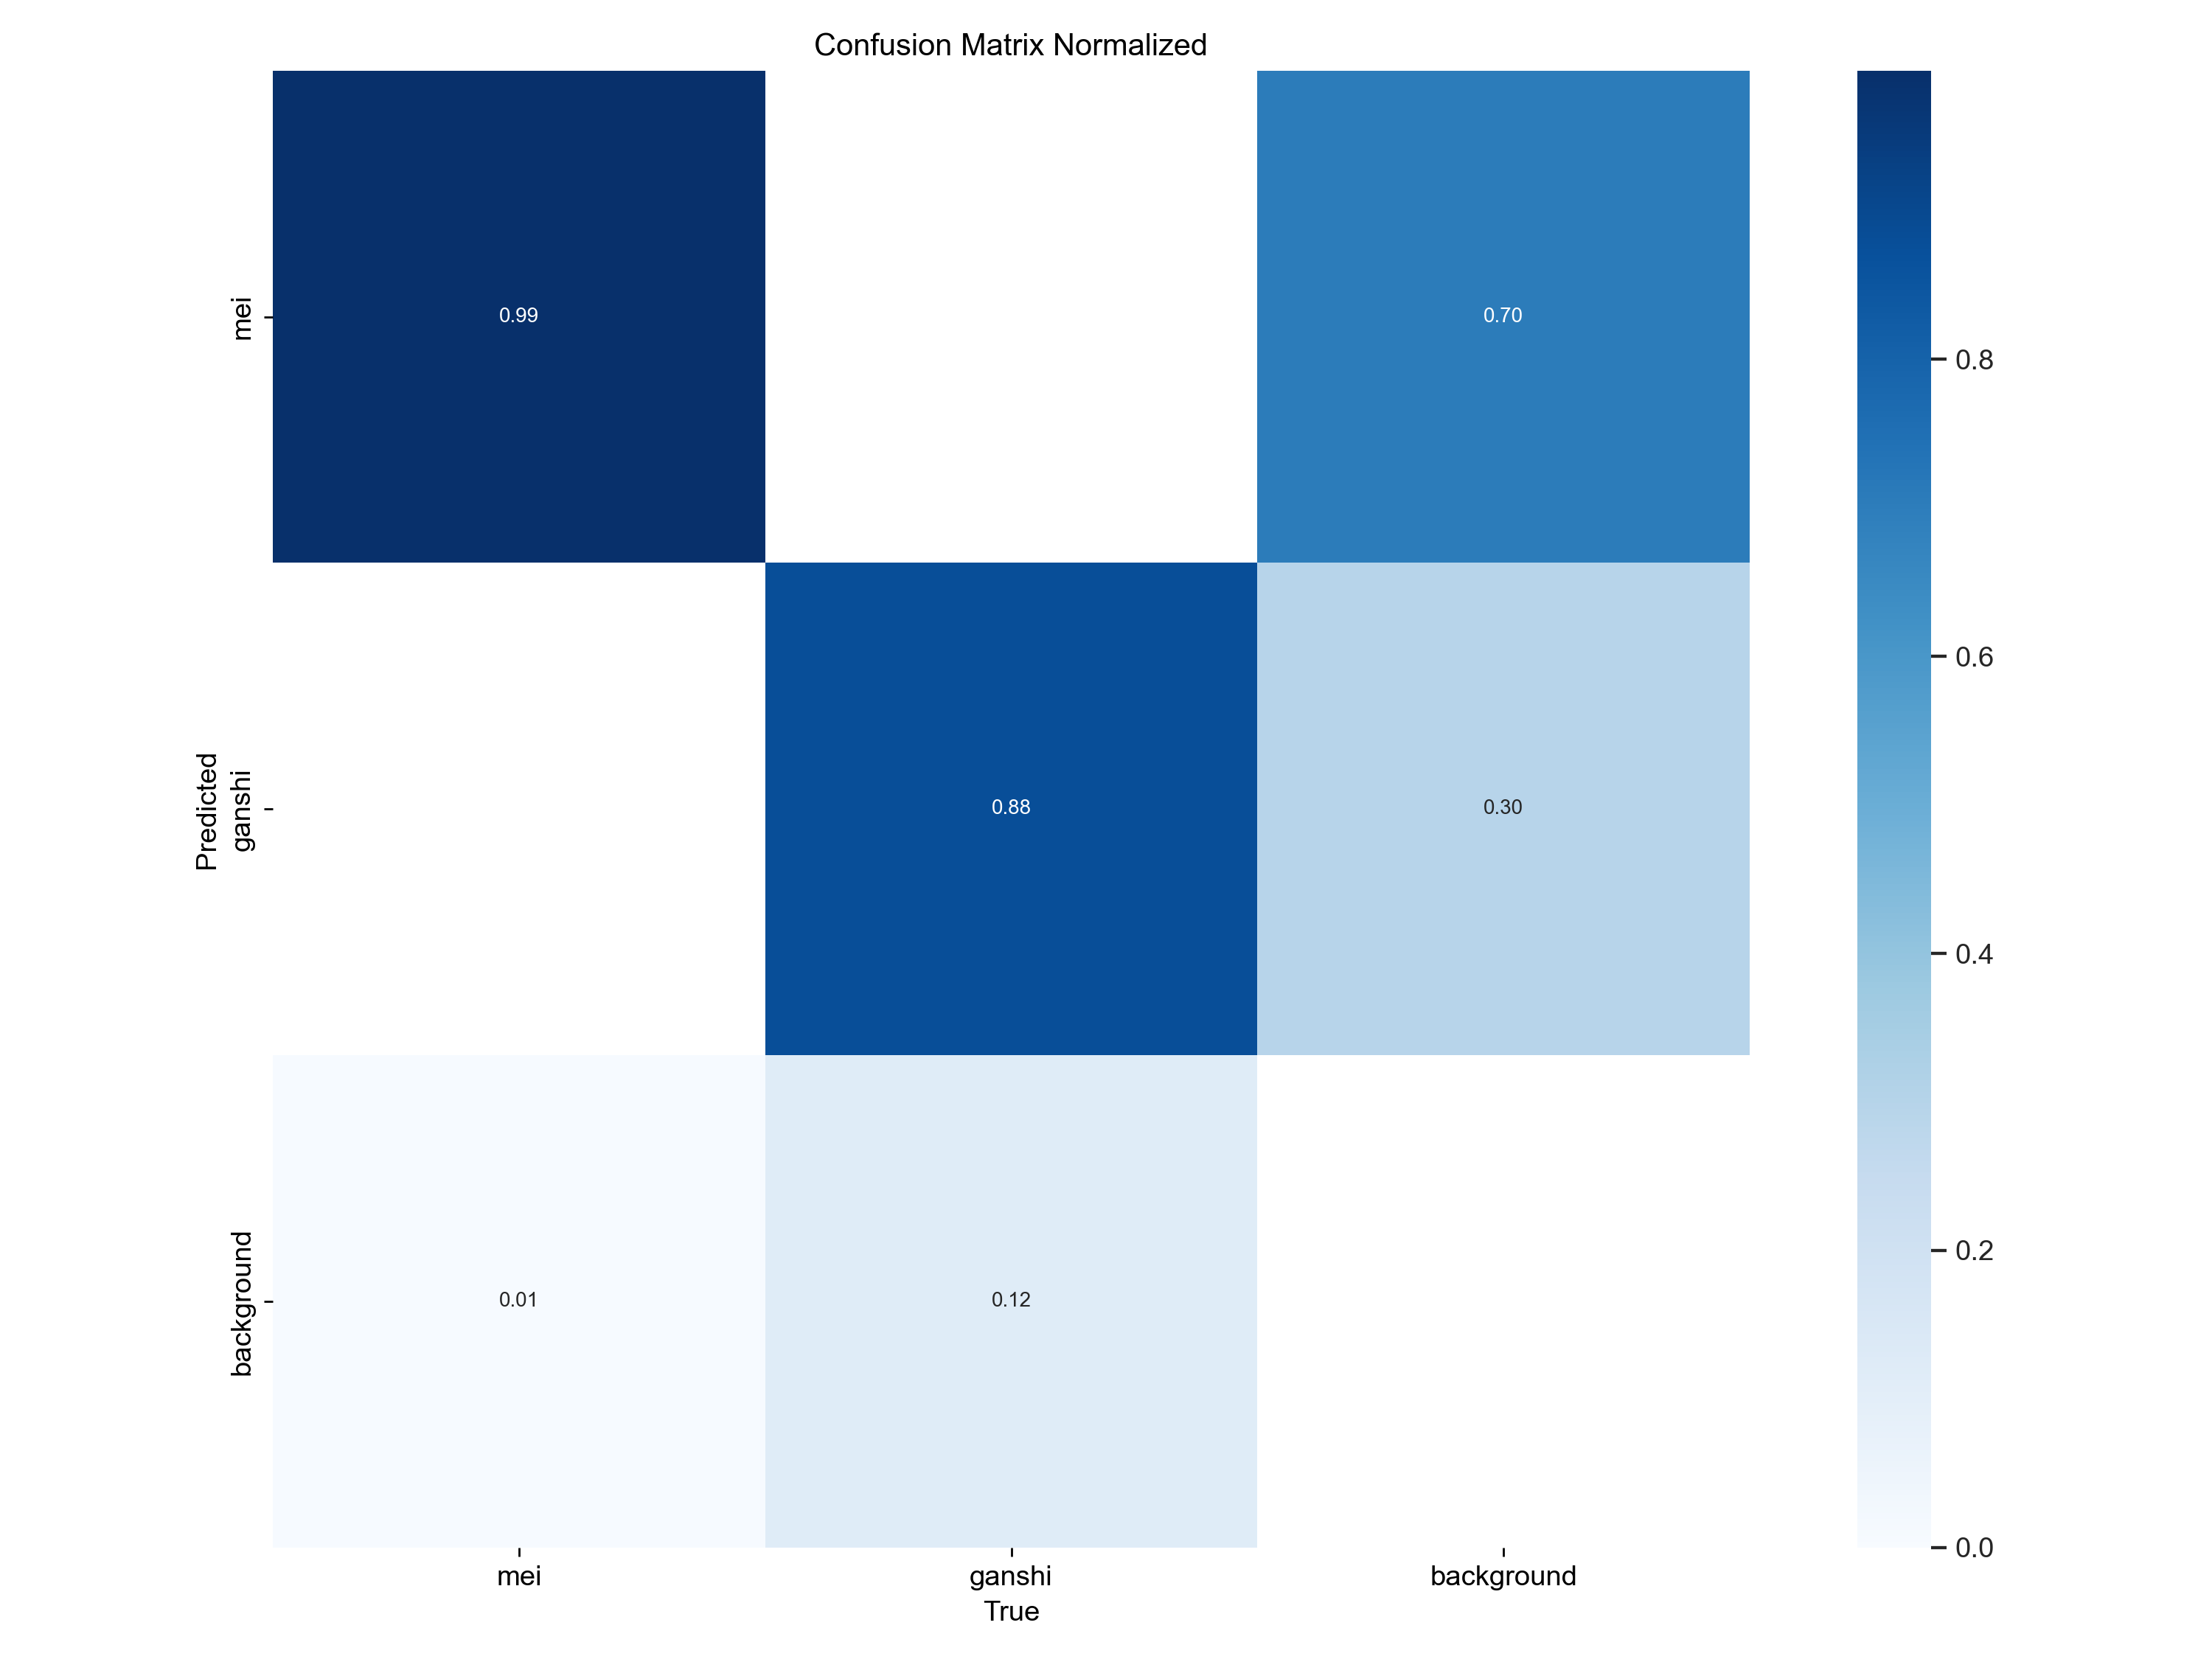 Confusion Matrix Normalized
mei
0.99
0.70
Predicted
ganshi
0.88
0.30
background
0.01
0.12
mei
ganshi
background
True
0.8
0.6
0.4
0.2
0.0